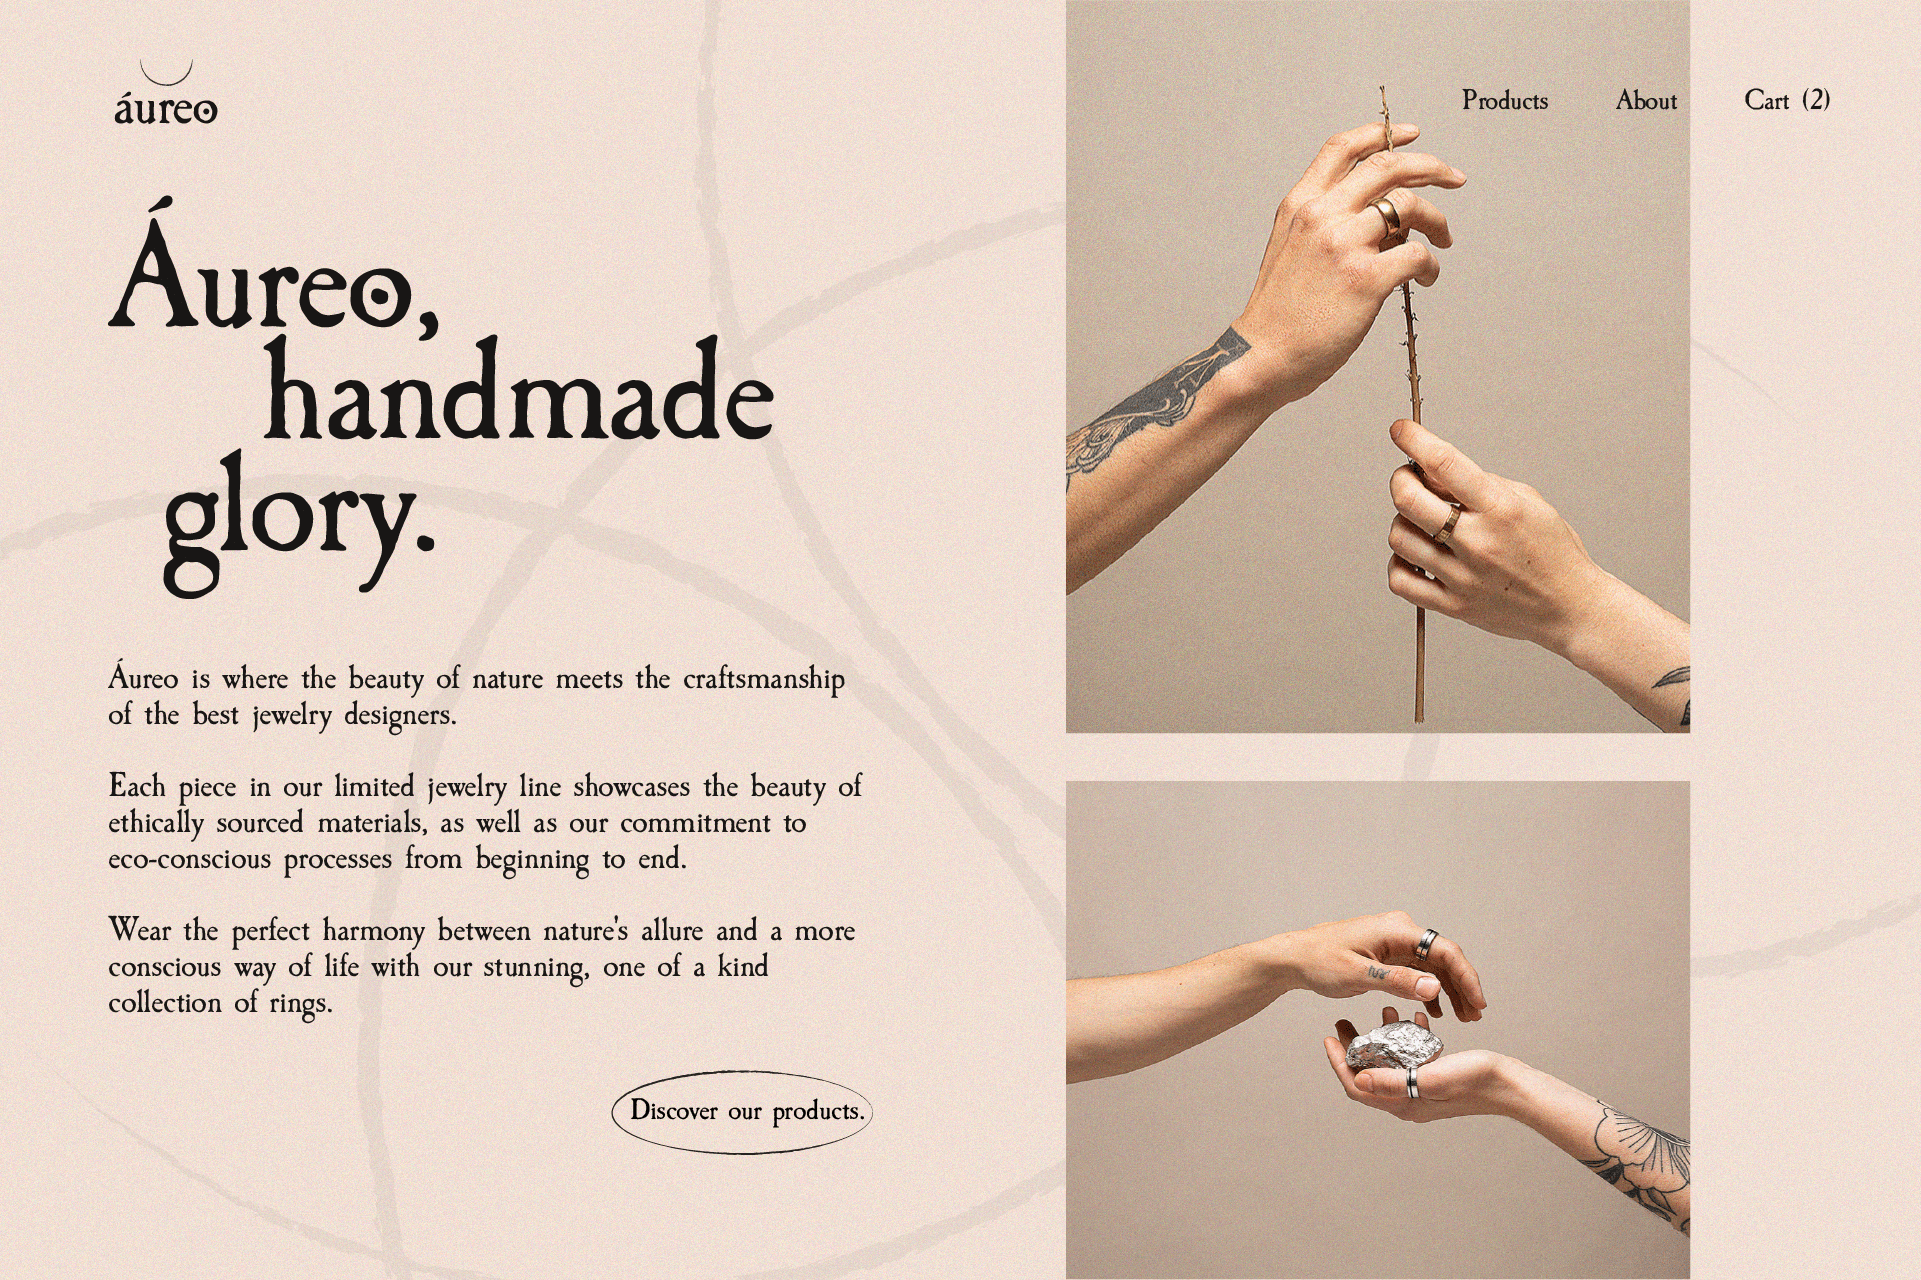 áureo
Products
About
Cart (2)
Áureo,
handmade
glory.
Áureo is where the beauty of nature meets the craftsmanship
of the best jewelry designers.
Each piece in our limited jewelry line showcases the beauty of
ethically sourced materials, as well as our commitment to
eco-conscious processes from beginning to end.
Wear the perfect harmony between nature's allure and a more
conscious way of life with our stunning, one of a kind
collection of rings.
Discover our products.